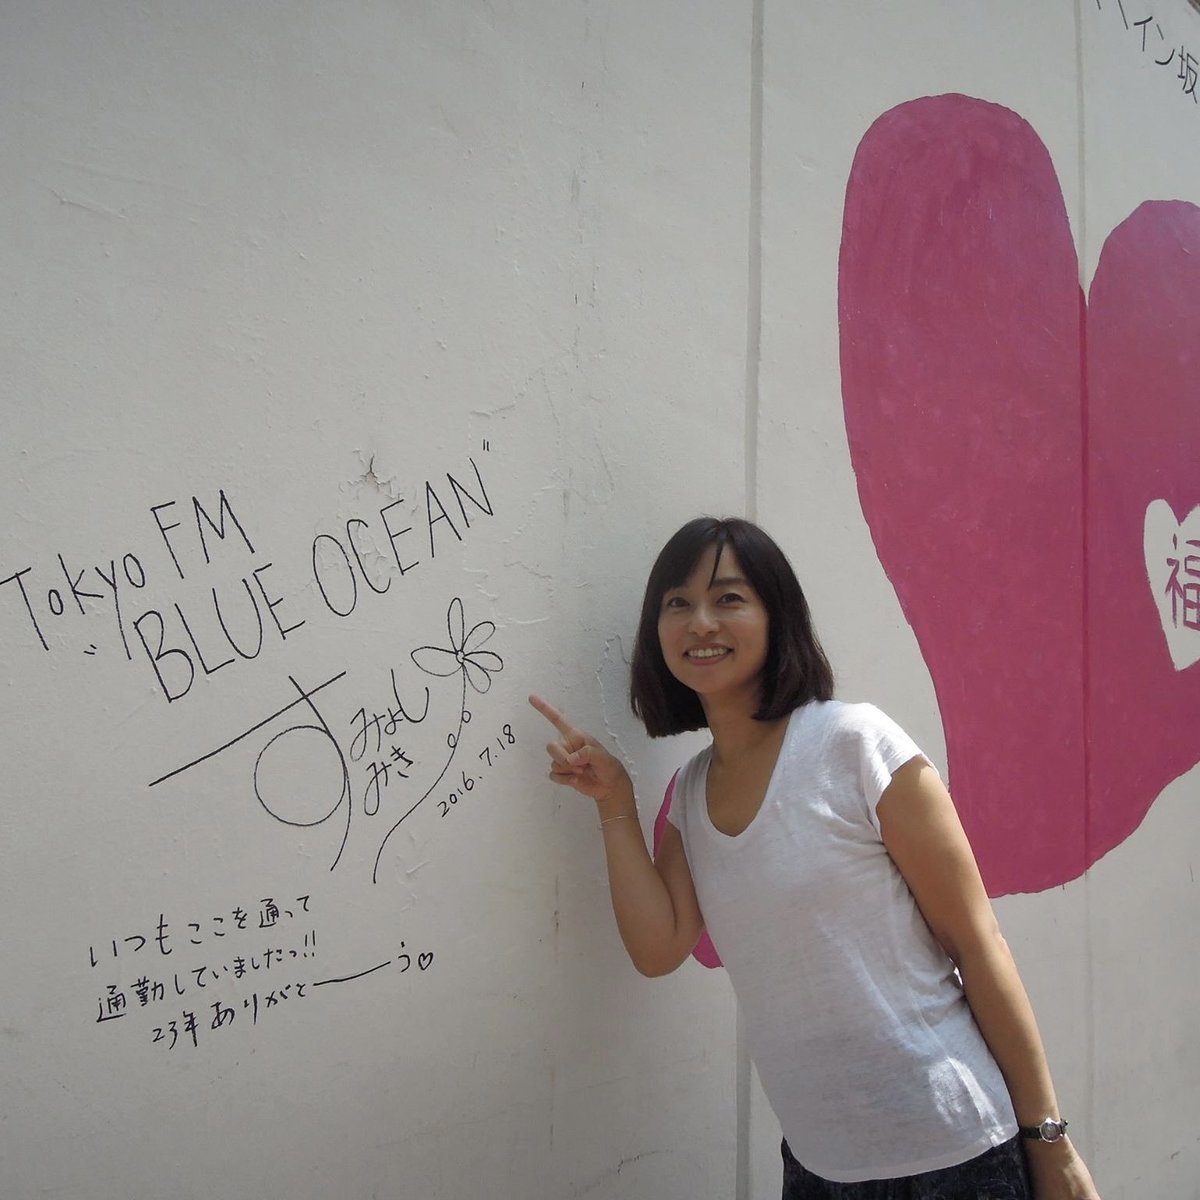 Tokyo FM
"BLUE OCEAN"
すみよし
みき
2016.7.18
いつもここを通って
通勤していましたっ!!
23年ありがとーう♡
イン坂
福